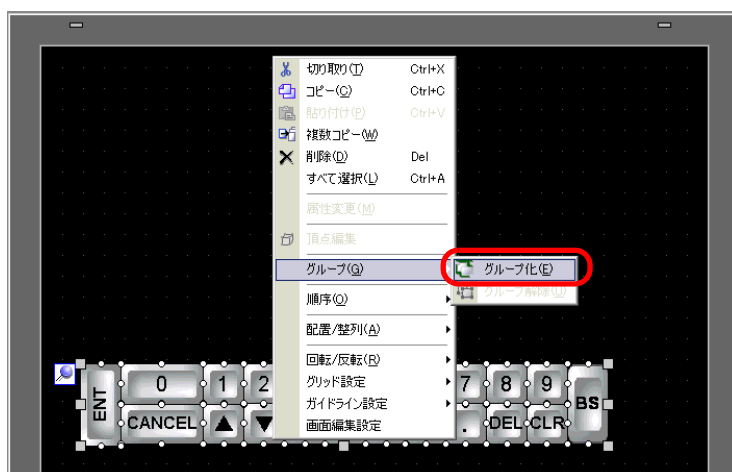 切り取り(T) Ctrl+X
コピー(C) Ctrl+C
貼り付け(P) Ctrl+V
複数コピー(W)
削除(D) Del
すべて選択(L) Ctrl+A
属性変更(M)
頂点編集
グループ(G)
グループ化(E)
グループ解除(U)
順序(O)
配置/整列(A)
回転/反転(R)
グリッド設定
ガイドライン設定
画面編集設定
ENT
0 1 2 7 8 9
BS
CANCEL ▲ ▼ . DEL CLR